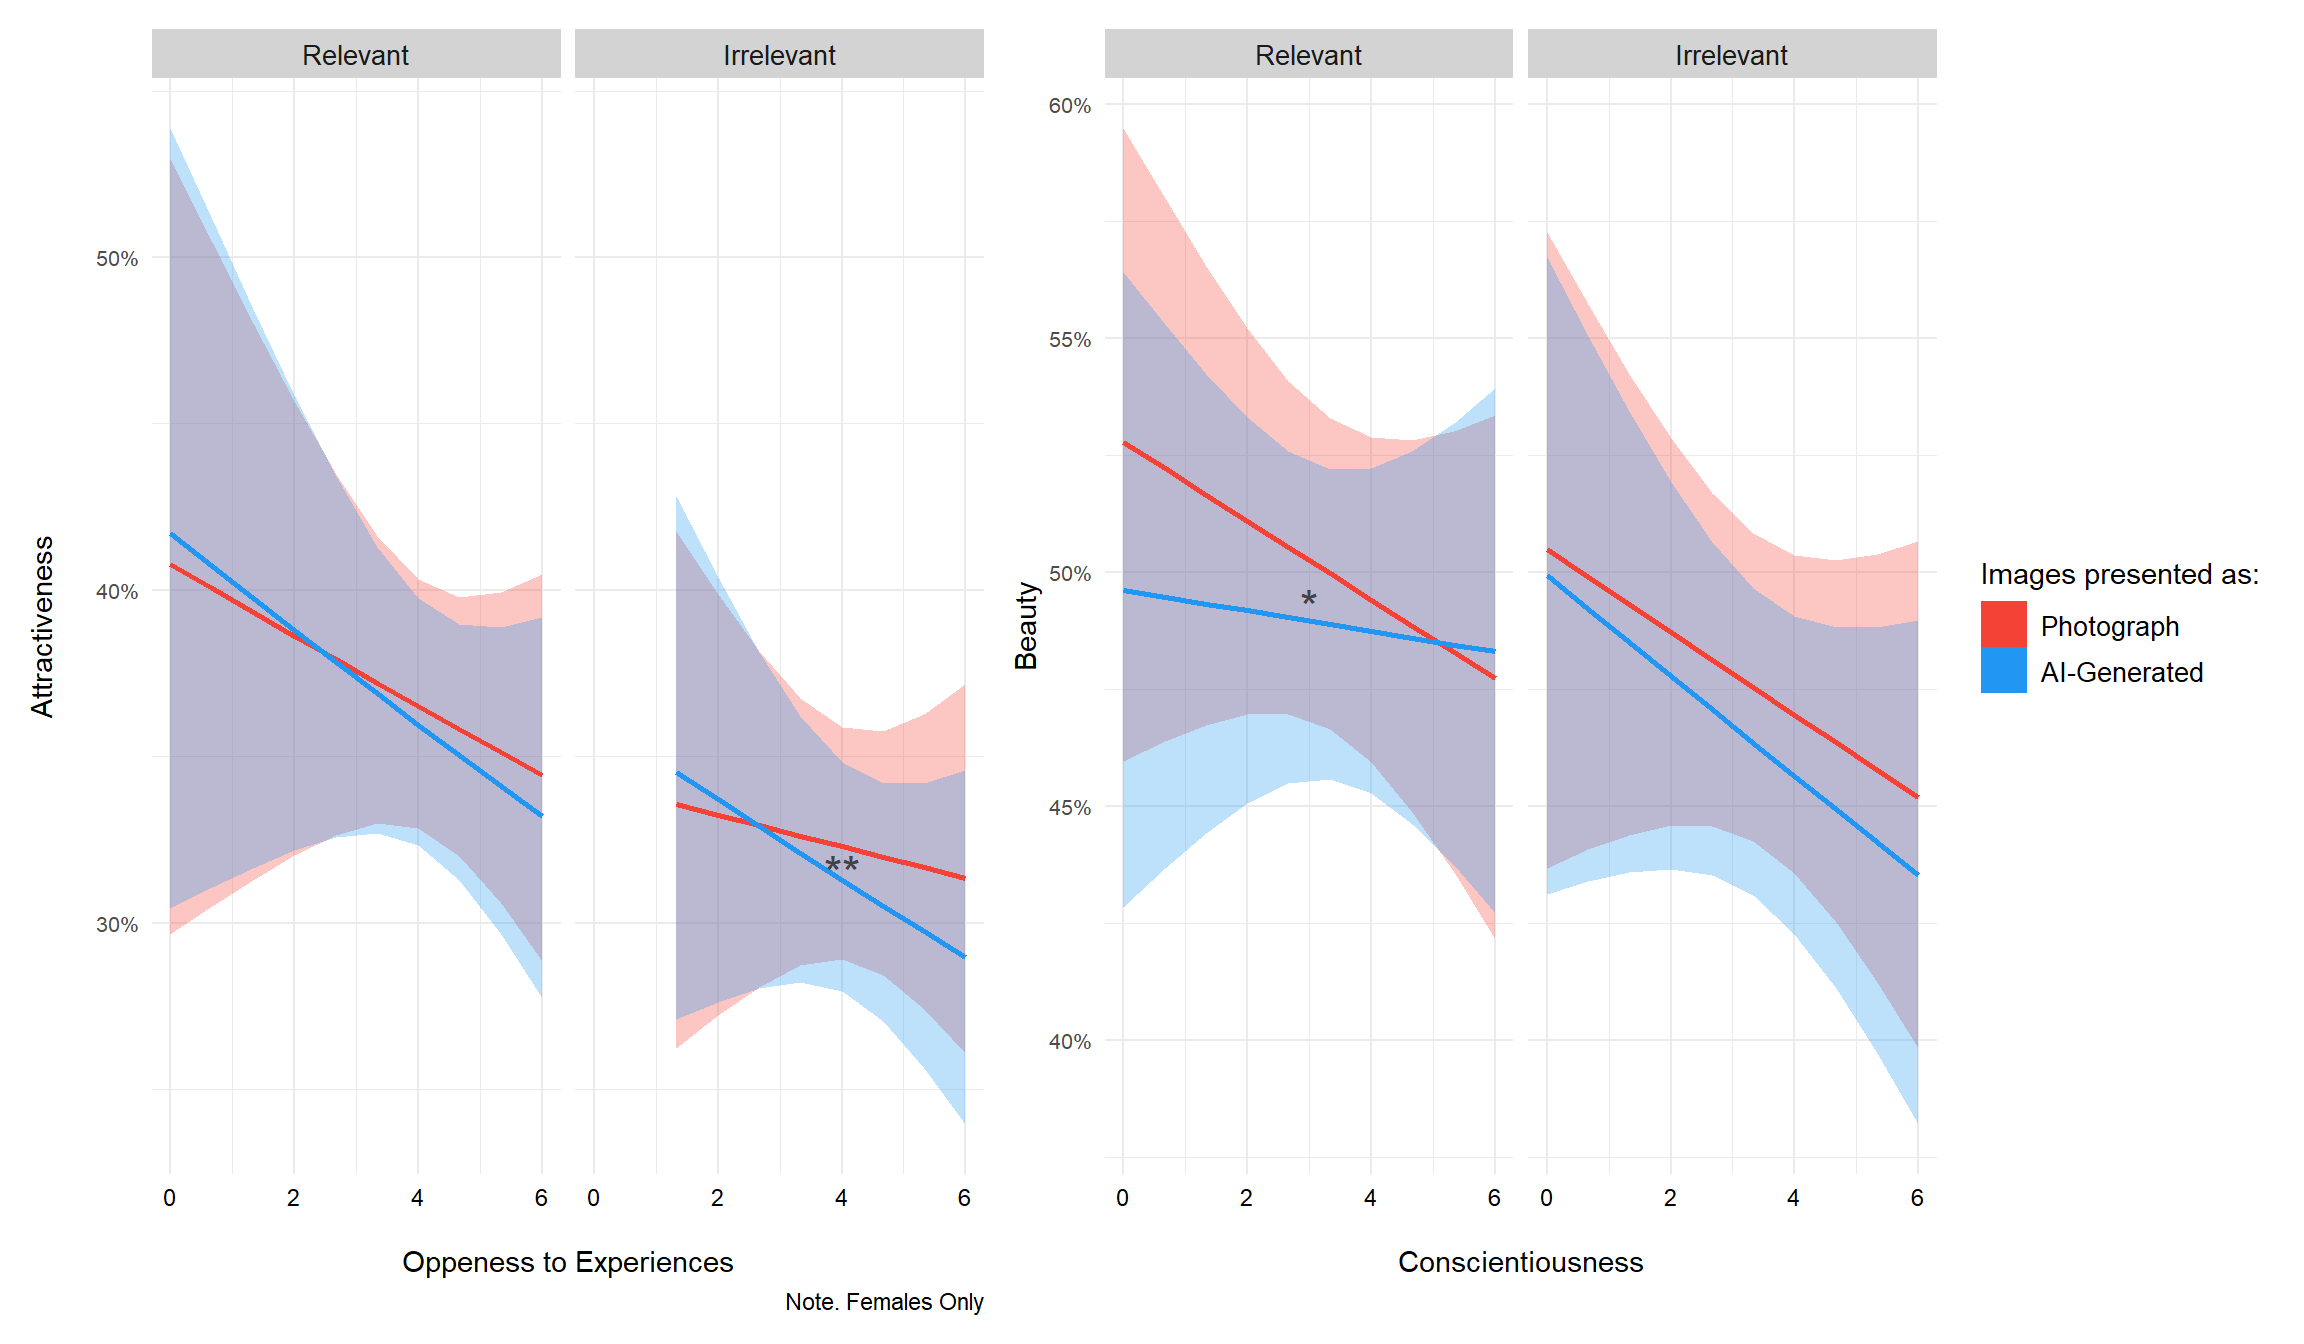 Relevant
Irrelevant
Attractiveness
50%
40%
30%
**
0 2 4 6
0 2 4 6
Oppeness to Experiences
Note. Females Only
Relevant
Irrelevant
Beauty
60%
55%
50%
45%
40%
*
0 2 4 6
0 2 4 6
Conscientiousness
Images presented as:
Photograph
AI-Generated